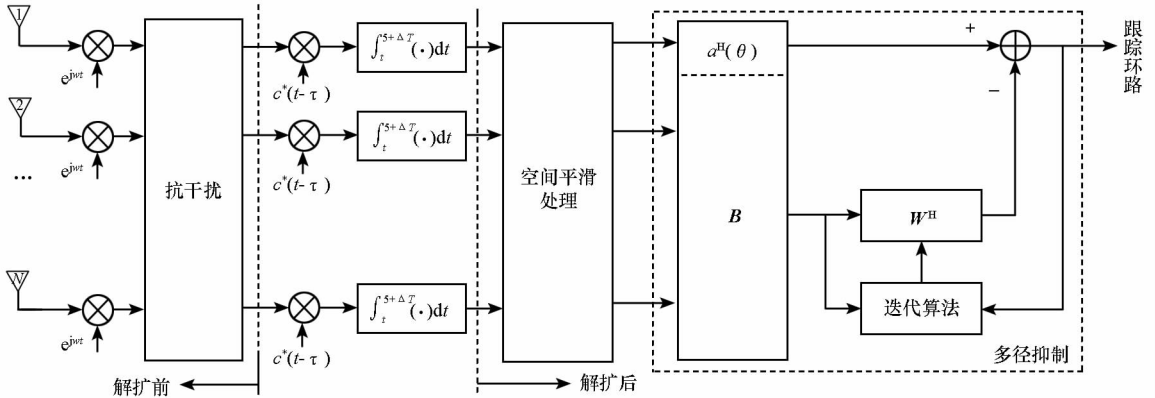 1
e^{jwt}
2
e^{jwt}
...
N
e^{jwt}
抗干扰
c*(t-τ)
c*(t-τ)
c*(t-τ)
∫_t^{5+ΔT}(·)dt
∫_t^{5+ΔT}(·)dt
∫_t^{5+ΔT}(·)dt
解扩前
解扩后
空间平滑
处理
a^H(θ)
B
W^H
迭代算法
+
−
多径抑制
跟踪环路